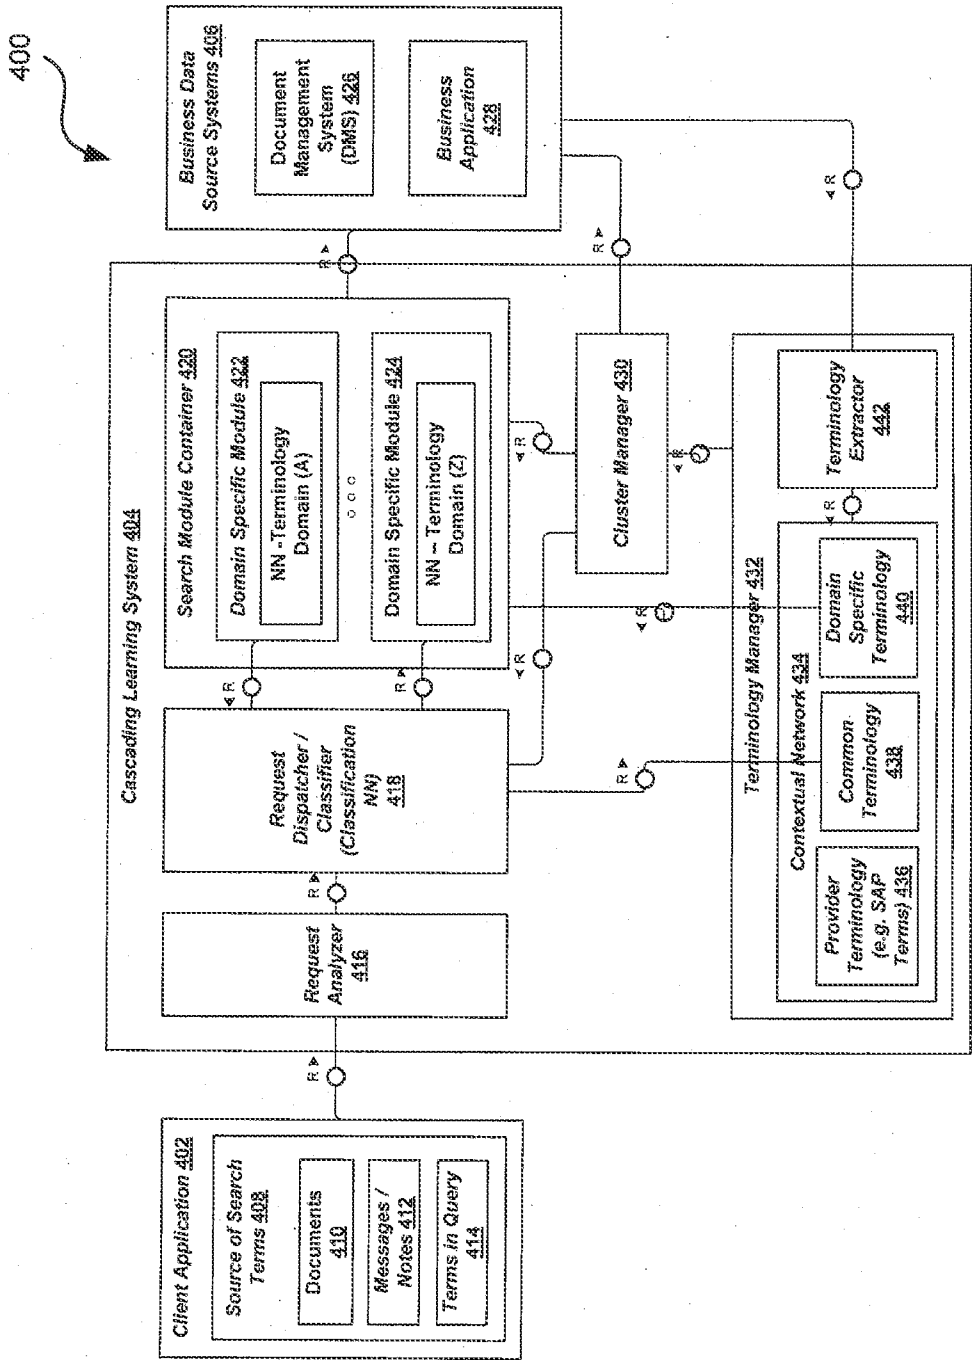 400
Client Application 402
Source of Search
Terms 408
Documents
410
Messages /
Notes 412
Terms in Query
414
R
Cascading Learning System 404
Request
Analyzer
416
R
Request
Dispatcher /
Classifier
(Classification
NN)
418
R
R
Search Module Container 420
Domain Specific Module 422
NN -Terminology
Domain (A)
Domain Specific Module 424
NN – Terminology
Domain (Z)
R
R
R
R
R
Cluster Manager 430
R
R
Terminology Manager 432
Contextual Network 434
Provider
Terminology
(e.g. SAP
Terms) 436
Common
Terminology
438
Domain
Specific
Terminology
440
R
Terminology
Extractor
442
R
Business Data
Source Systems 406
Document
Management
System
(DMS) 426
Business
Application
428